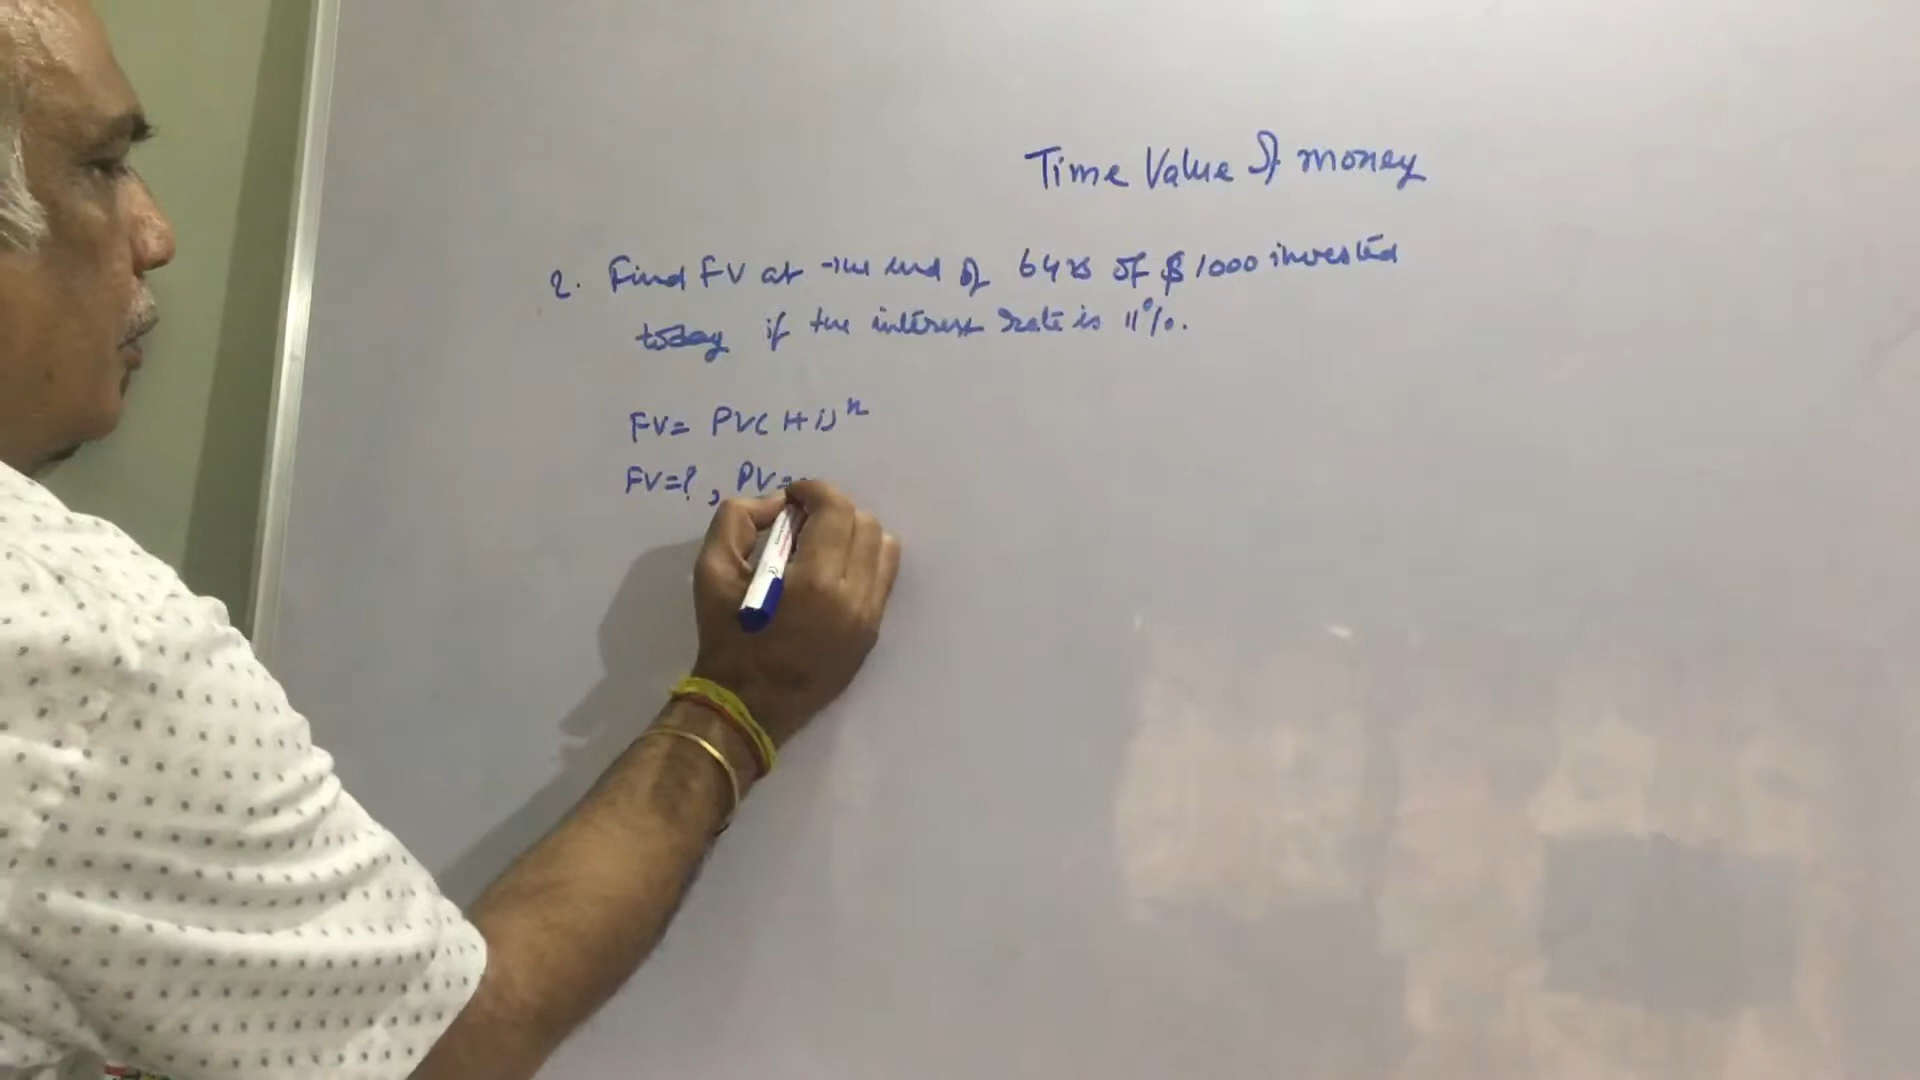 Time Value of money
2. Find FV at the end of 6 yrs of $1000 invested
today if the interest rate is 11%.
FV = PV(1+i)^n
FV=?, PV=